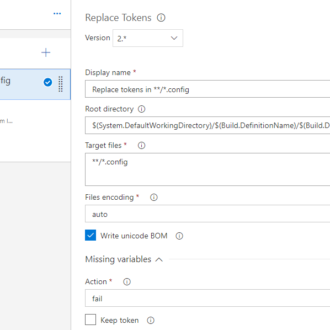 Replace Tokens
Version 2.*
Display name *
Replace tokens in **/*.config
Root directory
$(System.DefaultWorkingDirectory)/$(Build.DefinitionName)/$(Build.D
Target files *
**/*.config
Files encoding *
auto
Write unicode BOM
Missing variables
Action *
fail
Keep token
fig
om l...